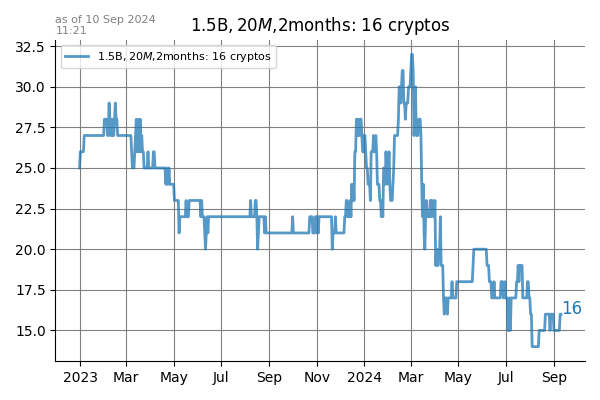 as of 10 Sep 2024
11:21
1.5B, 20M,2months: 16 cryptos
1.5B, 20M,2months: 16 cryptos
32.5
30.0
27.5
25.0
22.5
20.0
17.5
15.0
16
2023 Mar May Jul Sep Nov 2024 Mar May Jul Sep